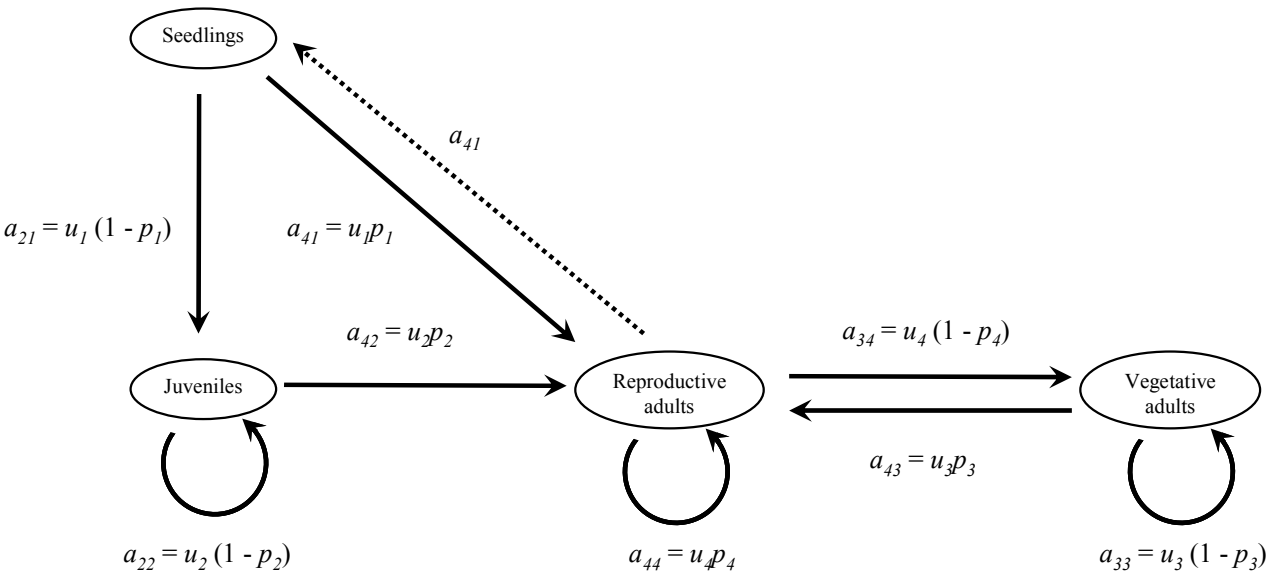 Seedlings
a41
a21 = u1 (1 - p1)
a41 = u1p1
a42 = u2p2
a34 = u4 (1 - p4)
Juveniles
Reproductive
adults
Vegetative
adults
a43 = u3p3
a22 = u2 (1 - p2)
a44 = u4p4
a33 = u3 (1 - p3)